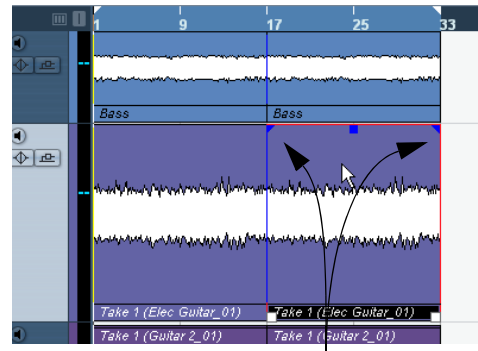 1 9 17 25 33
Bass Bass
Take 1 (Elec Guitar_01) Take 1 (Elec Guitar_01)
Take 1 (Guitar 2_01) Take 1 (Guitar 2_01)